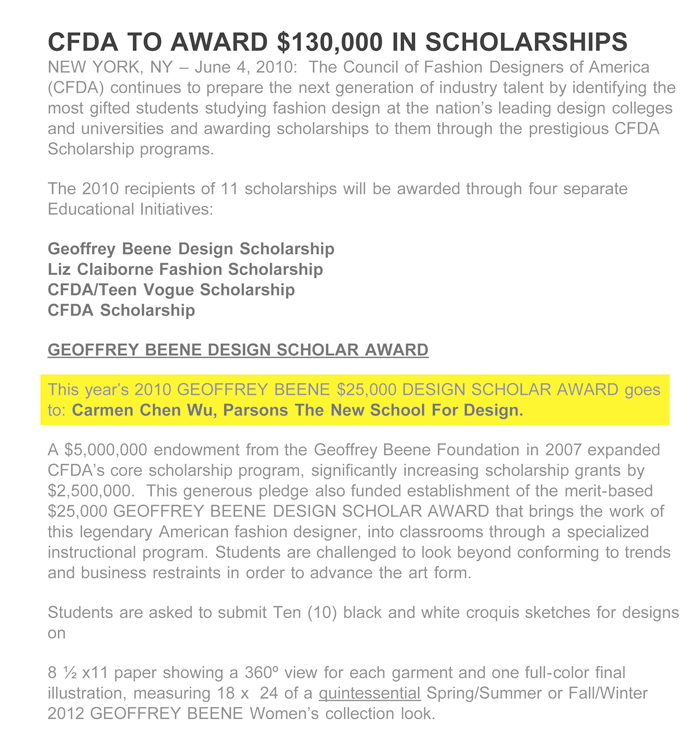 CFDA TO AWARD $130,000 IN SCHOLARSHIPS
NEW YORK, NY – June 4, 2010:  The Council of Fashion Designers of America
(CFDA) continues to prepare the next generation of industry talent by identifying the
most gifted students studying fashion design at the nation's leading design colleges
and universities and awarding scholarships to them through the prestigious CFDA
Scholarship programs.
The 2010 recipients of 11 scholarships will be awarded through four separate
Educational Initiatives:
Geoffrey Beene Design Scholarship
Liz Claiborne Fashion Scholarship
CFDA/Teen Vogue Scholarship
CFDA Scholarship
GEOFFREY BEENE DESIGN SCHOLAR AWARD
This year's 2010 GEOFFREY BEENE $25,000 DESIGN SCHOLAR AWARD goes
to: Carmen Chen Wu, Parsons The New School For Design.
A $5,000,000 endowment from the Geoffrey Beene Foundation in 2007 expanded
CFDA's core scholarship program, significantly increasing scholarship grants by
$2,500,000.  This generous pledge also funded establishment of the merit-based
$25,000 GEOFFREY BEENE DESIGN SCHOLAR AWARD that brings the work of
this legendary American fashion designer, into classrooms through a specialized
instructional program. Students are challenged to look beyond conforming to trends
and business restraints in order to advance the art form.
Students are asked to submit Ten (10) black and white croquis sketches for designs
on
8 ½ x11 paper showing a 360º view for each garment and one full-color final
illustration, measuring 18 x  24 of a quintessential Spring/Summer or Fall/Winter
2012 GEOFFREY BEENE Women's collection look.